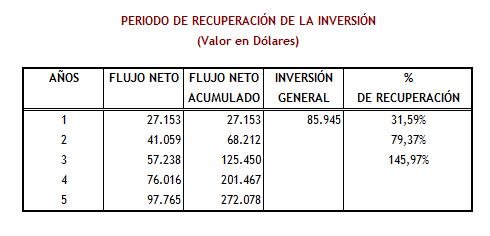 PERIODO DE RECUPERACIÓN DE LA INVERSIÓN
(Valor en Dólares)
AÑOS FLUJO NETO FLUJO NETO ACUMULADO INVERSIÓN GENERAL % DE RECUPERACIÓN
1 27.153 27.153 85.945 31,59%
2 41.059 68.212 79,37%
3 57.238 125.450 145,97%
4 76.016 201.467
5 97.765 272.078